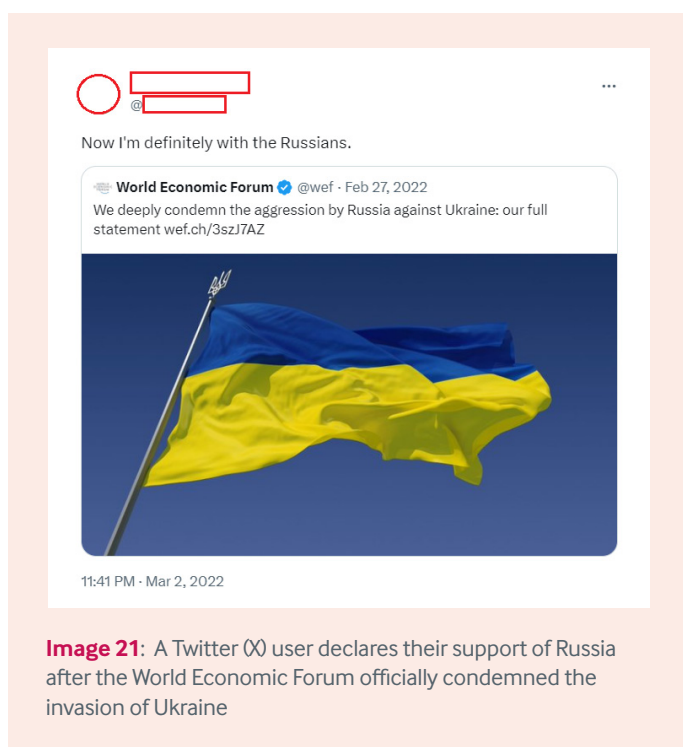 @
...
Now I'm definitely with the Russians.
World Economic Forum @wef · Feb 27, 2022
We deeply condemn the aggression by Russia against Ukraine: our full
statement wef.ch/3szJ7AZ
11:41 PM · Mar 2, 2022
Image 21: A Twitter (X) user declares their support of Russia
after the World Economic Forum officially condemned the
invasion of Ukraine